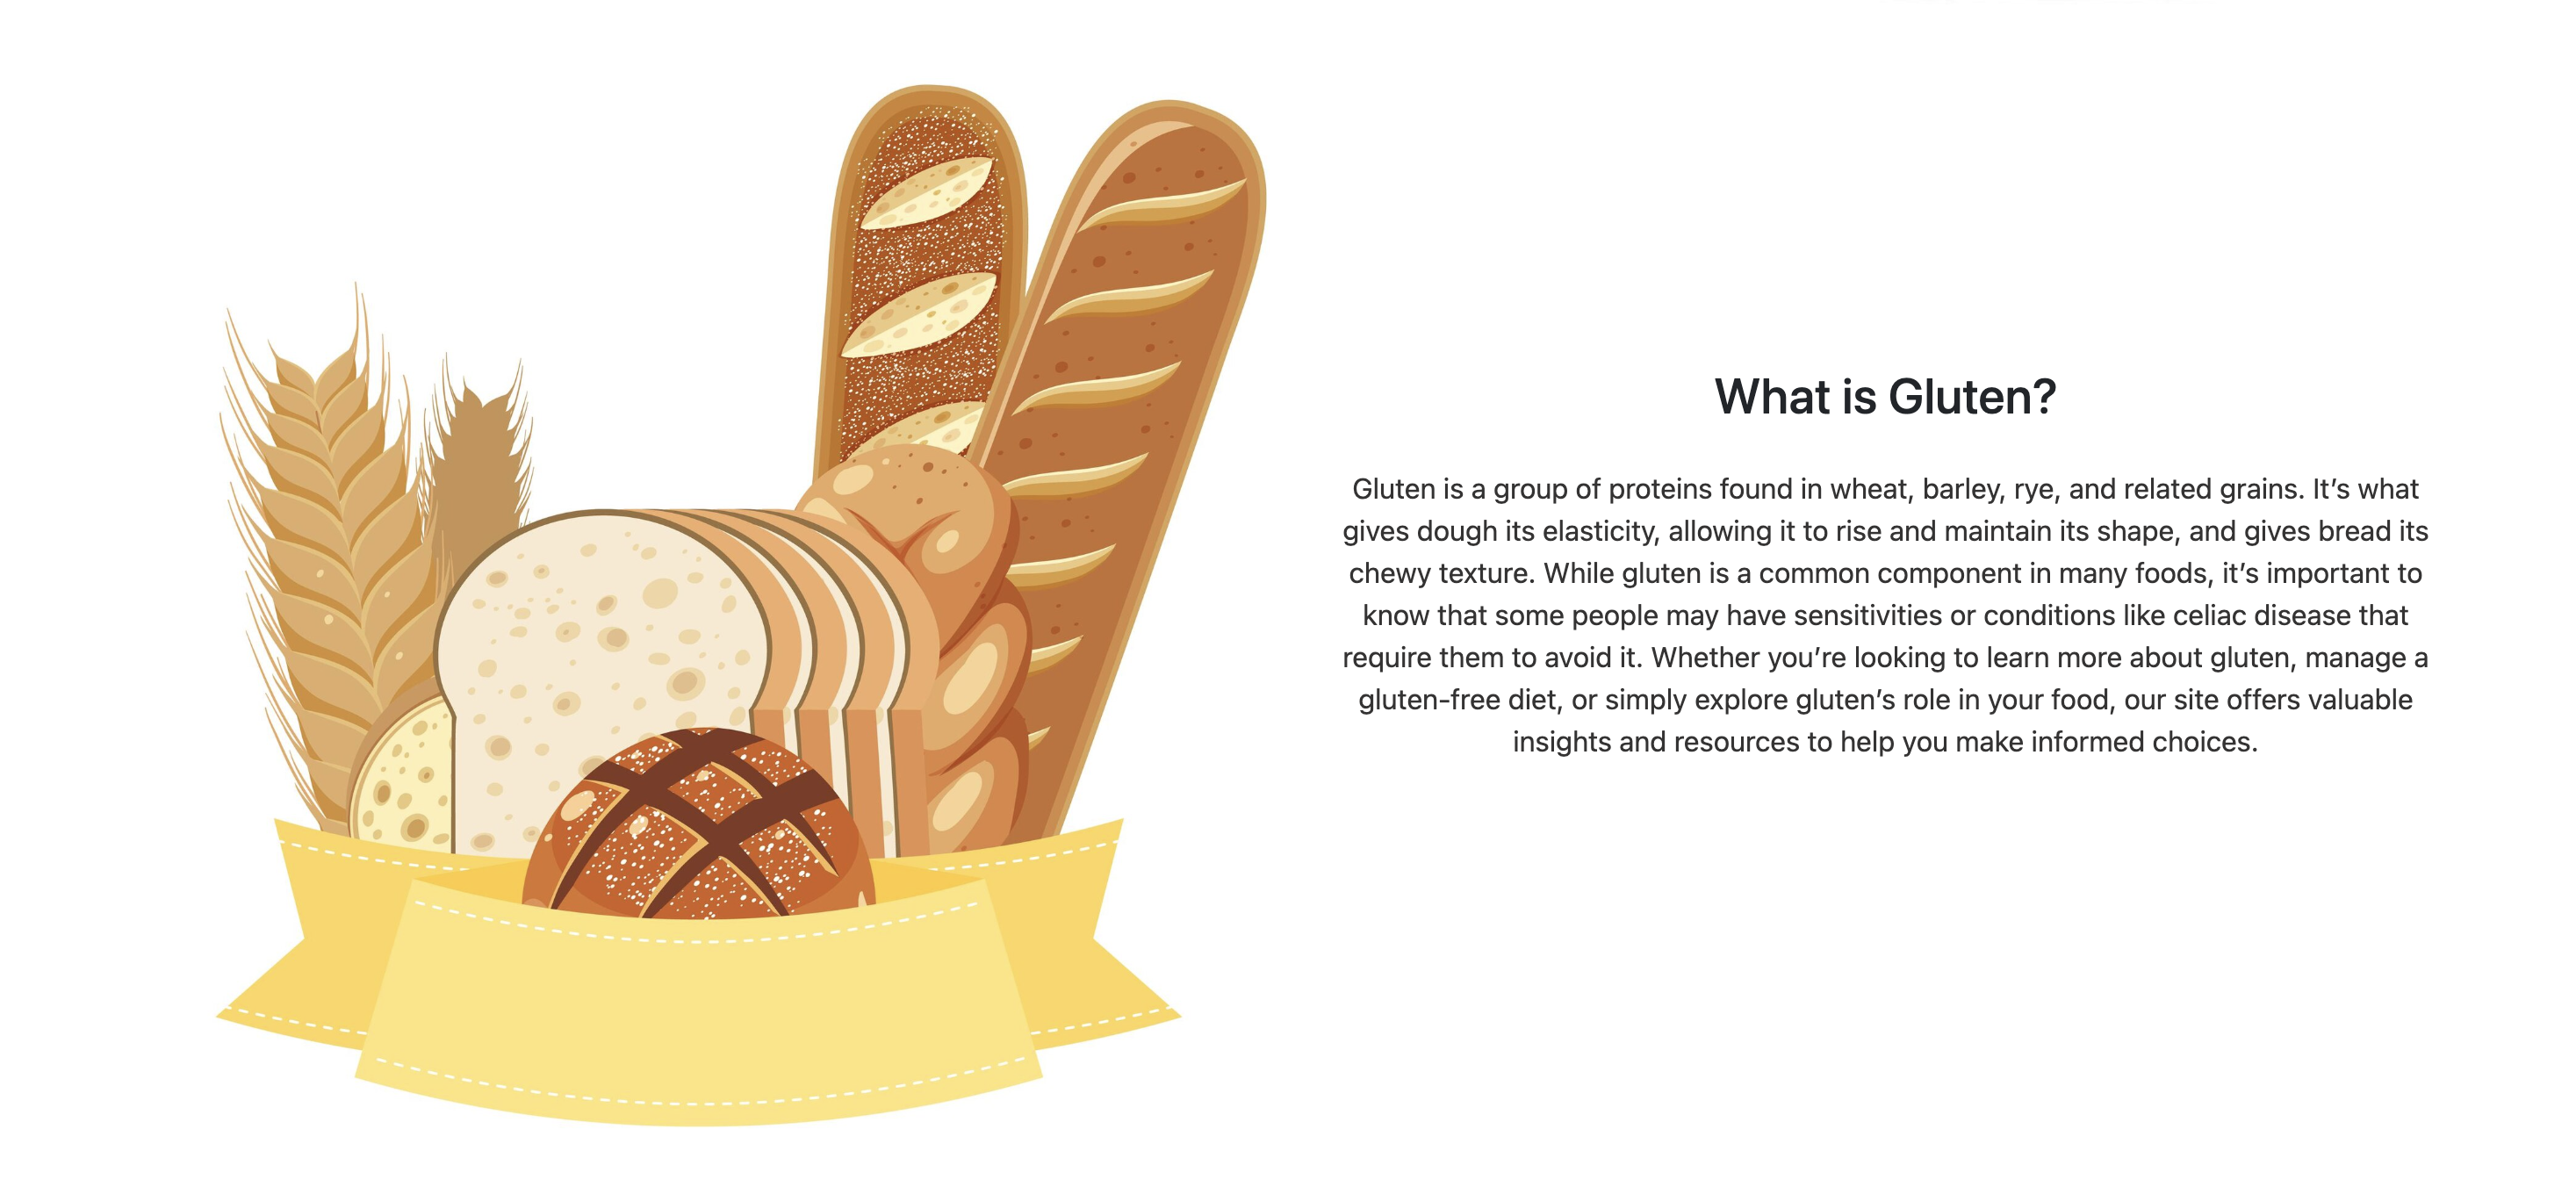 What is Gluten?
Gluten is a group of proteins found in wheat, barley, rye, and related grains. It’s what
gives dough its elasticity, allowing it to rise and maintain its shape, and gives bread its
chewy texture. While gluten is a common component in many foods, it’s important to
know that some people may have sensitivities or conditions like celiac disease that
require them to avoid it. Whether you’re looking to learn more about gluten, manage a
gluten-free diet, or simply explore gluten’s role in your food, our site offers valuable
insights and resources to help you make informed choices.